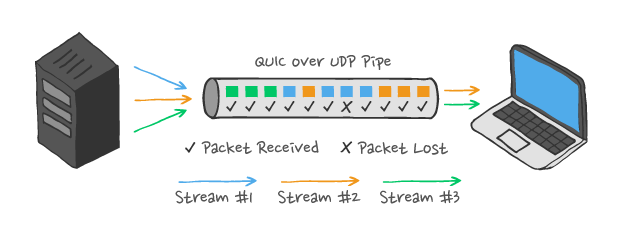 QUIC over UDP Pipe
✓ Packet Received ✗ Packet Lost
Stream #1 Stream #2 Stream #3